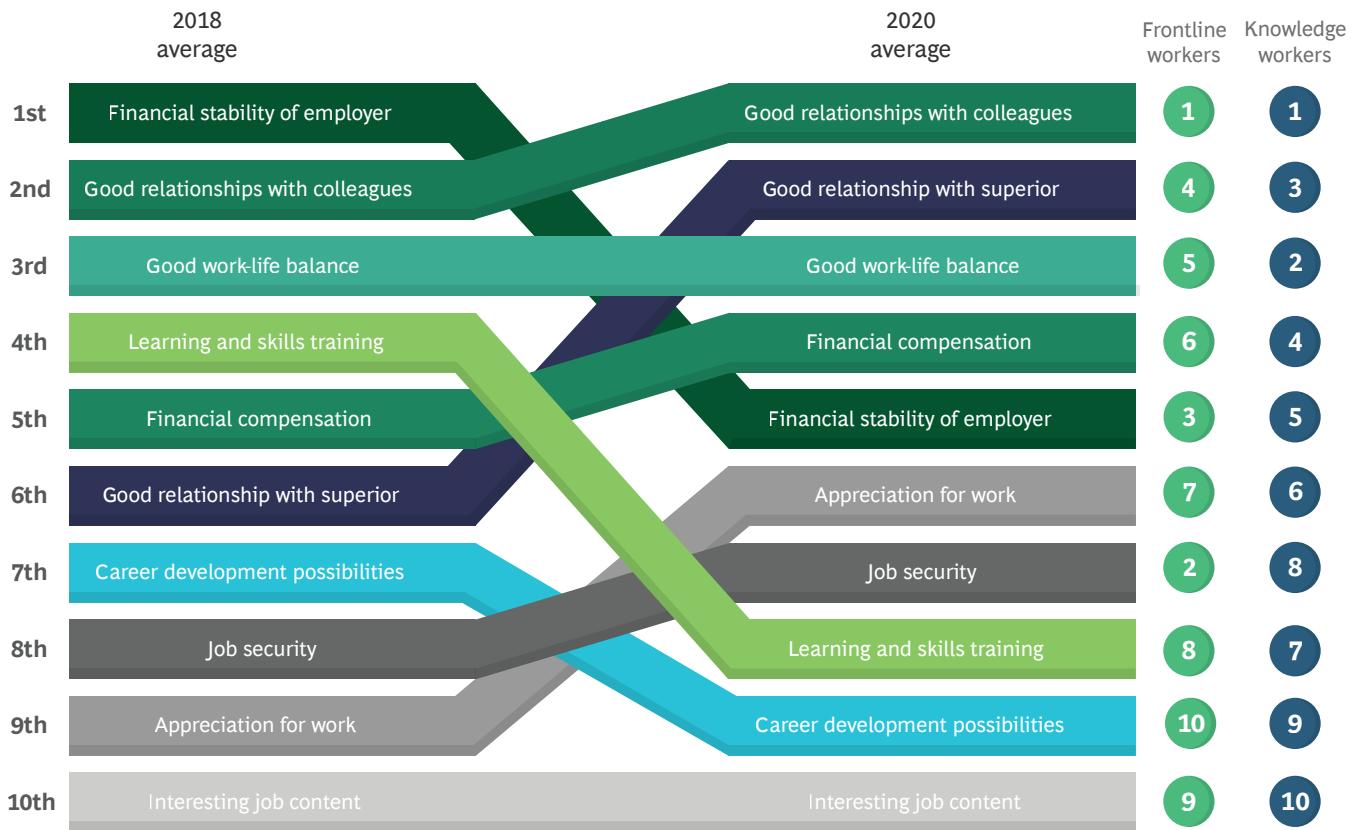 2018
average
2020
average
Frontline
workers
Knowledge
workers
1st
Financial stability of employer
Good relationships with colleagues
1
1
2nd
Good relationships with colleagues
Good relationship with superior
4
3
3rd
Good work-life balance
Good work-life balance
5
2
4th
Learning and skills training
Financial compensation
6
4
5th
Financial compensation
Financial stability of employer
3
5
6th
Good relationship with superior
Appreciation for work
7
6
7th
Career development possibilities
Job security
2
8
8th
Job security
Learning and skills training
8
7
9th
Appreciation for work
Career development possibilities
10
9
10th
Interesting job content
Interesting job content
9
10